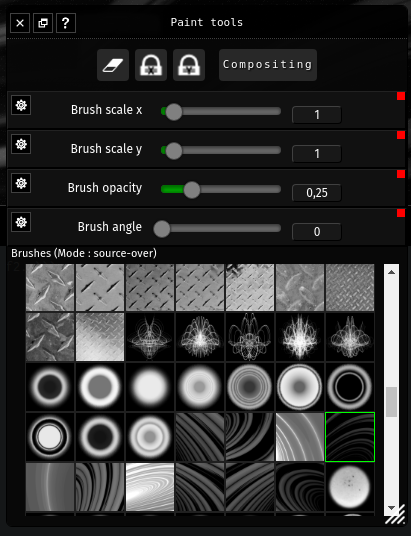 Paint tools
Compositing
Brush scale x
1
Brush scale y
1
Brush opacity
0,25
Brush angle
0
Brushes (Mode : source-over)